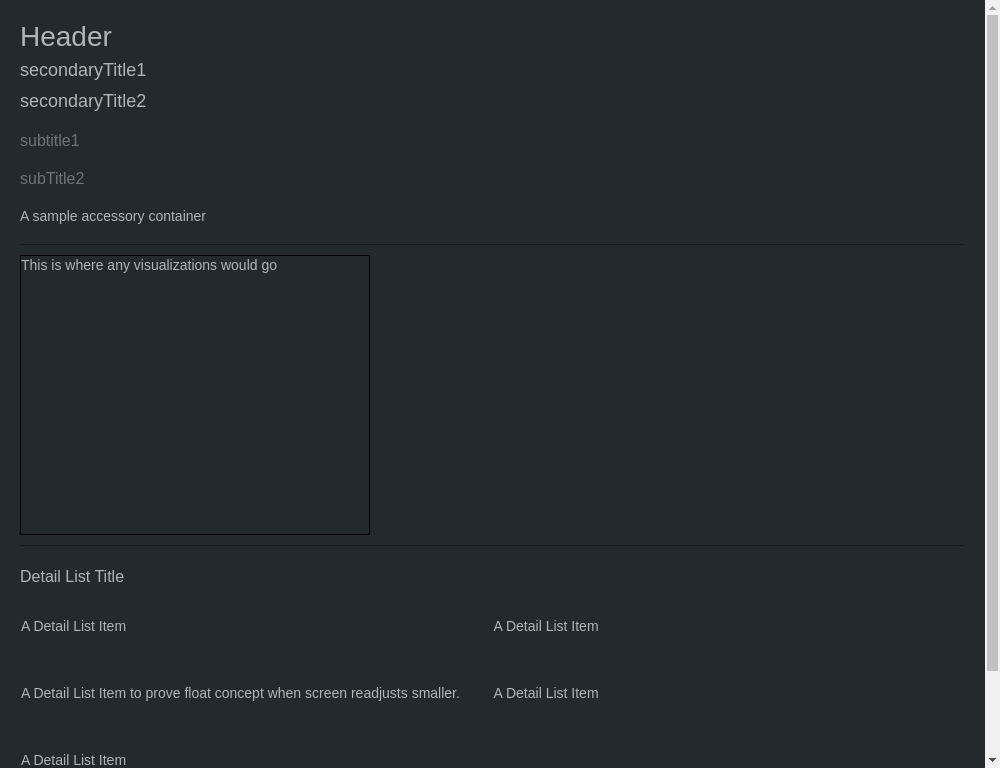 Header
secondaryTitle1
secondaryTitle2
subtitle1
subTitle2
A sample accessory container
This is where any visualizations would go
Detail List Title
A Detail List Item
A Detail List Item
A Detail List Item to prove float concept when screen readjusts smaller.
A Detail List Item
A Detail List Item